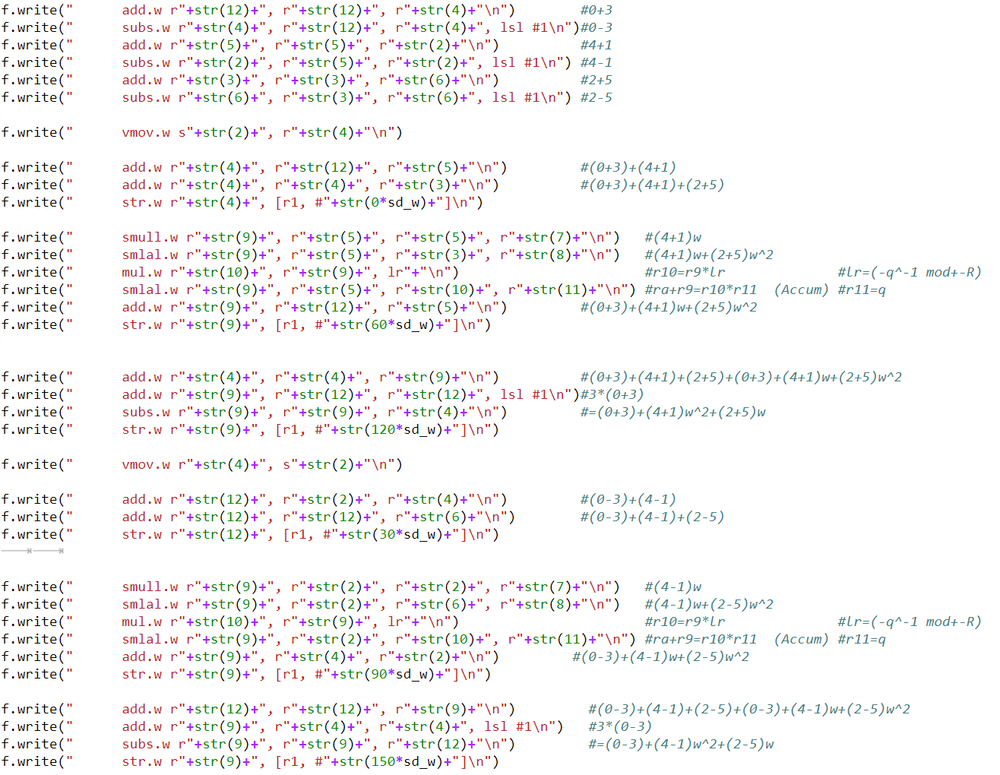 f.write("      add.w r"+str(12)+", r"+str(12)+", r"+str(4)+"\n")        #0+3
f.write("      subs.w r"+str(4)+", r"+str(12)+", r"+str(4)+", lsl #1\n")#0-3
f.write("      add.w r"+str(5)+", r"+str(5)+", r"+str(2)+"\n")          #4+1
f.write("      subs.w r"+str(2)+", r"+str(5)+", r"+str(2)+", lsl #1\n") #4-1
f.write("      add.w r"+str(3)+", r"+str(3)+", r"+str(6)+"\n")          #2+5
f.write("      subs.w r"+str(6)+", r"+str(3)+", r"+str(6)+", lsl #1\n") #2-5
f.write("      vmov.w s"+str(2)+", r"+str(4)+"\n")
f.write("      add.w r"+str(4)+", r"+str(12)+", r"+str(5)+"\n")         #(0+3)+(4+1)
f.write("      add.w r"+str(4)+", r"+str(4)+", r"+str(3)+"\n")          #(0+3)+(4+1)+(2+5)
f.write("      str.w r"+str(4)+", [r1, #"+str(0*sd_w)+"]\n")
f.write("      smull.w r"+str(9)+", r"+str(5)+", r"+str(5)+", r"+str(7)+"\n")   #(4+1)w
f.write("      smlal.w r"+str(9)+", r"+str(5)+", r"+str(3)+", r"+str(8)+"\n")   #(4+1)w+(2+5)w^2
f.write("      mul.w r"+str(10)+", r"+str(9)+", lr"+"\n")                       #r10=r9*lr              #lr=(-q^-1 mod+-R)
f.write("      smlal.w r"+str(9)+", r"+str(5)+", r"+str(10)+", r"+str(11)+"\n") #ra+r9=r10*r11  (Accum) #r11=q
f.write("      add.w r"+str(9)+", r"+str(12)+", r"+str(5)+"\n")         #(0+3)+(4+1)w+(2+5)w^2
f.write("      str.w r"+str(9)+", [r1, #"+str(60*sd_w)+"]\n")
f.write("      add.w r"+str(4)+", r"+str(4)+", r"+str(9)+"\n")          #(0+3)+(4+1)+(2+5)+(0+3)+(4+1)w+(2+5)w^2
f.write("      add.w r"+str(9)+", r"+str(12)+", r"+str(12)+", lsl #1\n")#3*(0+3)
f.write("      subs.w r"+str(9)+", r"+str(9)+", r"+str(4)+"\n")         #=(0+3)+(4+1)w^2+(2+5)w
f.write("      str.w r"+str(9)+", [r1, #"+str(120*sd_w)+"]\n")
f.write("      vmov.w r"+str(4)+", s"+str(2)+"\n")
f.write("      add.w r"+str(12)+", r"+str(2)+", r"+str(4)+"\n")         #(0-3)+(4-1)
f.write("      add.w r"+str(12)+", r"+str(12)+", r"+str(6)+"\n")        #(0-3)+(4-1)+(2-5)
f.write("      str.w r"+str(12)+", [r1, #"+str(30*sd_w)+"]\n")
f.write("      smull.w r"+str(9)+", r"+str(2)+", r"+str(2)+", r"+str(7)+"\n")   #(4-1)w
f.write("      smlal.w r"+str(9)+", r"+str(2)+", r"+str(6)+", r"+str(8)+"\n")   #(4-1)w+(2-5)w^2
f.write("      mul.w r"+str(10)+", r"+str(9)+", lr"+"\n")                       #r10=r9*lr              #lr=(-q^-1 mod+-R)
f.write("      smlal.w r"+str(9)+", r"+str(2)+", r"+str(10)+", r"+str(11)+"\n") #ra+r9=r10*r11  (Accum) #r11=q
f.write("      add.w r"+str(9)+", r"+str(4)+", r"+str(2)+"\n")         #(0-3)+(4-1)w+(2-5)w^2
f.write("      str.w r"+str(9)+", [r1, #"+str(90*sd_w)+"]\n")
f.write("      add.w r"+str(12)+", r"+str(12)+", r"+str(9)+"\n")         #(0-3)+(4-1)+(2-5)+(0-3)+(4-1)w+(2-5)w^2
f.write("      add.w r"+str(9)+", r"+str(4)+", r"+str(4)+", lsl #1\n")   #3*(0-3)
f.write("      subs.w r"+str(9)+", r"+str(9)+", r"+str(12)+"\n")         #=(0-3)+(4-1)w^2+(2-5)w
f.write("      str.w r"+str(9)+", [r1, #"+str(150*sd_w)+"]\n")